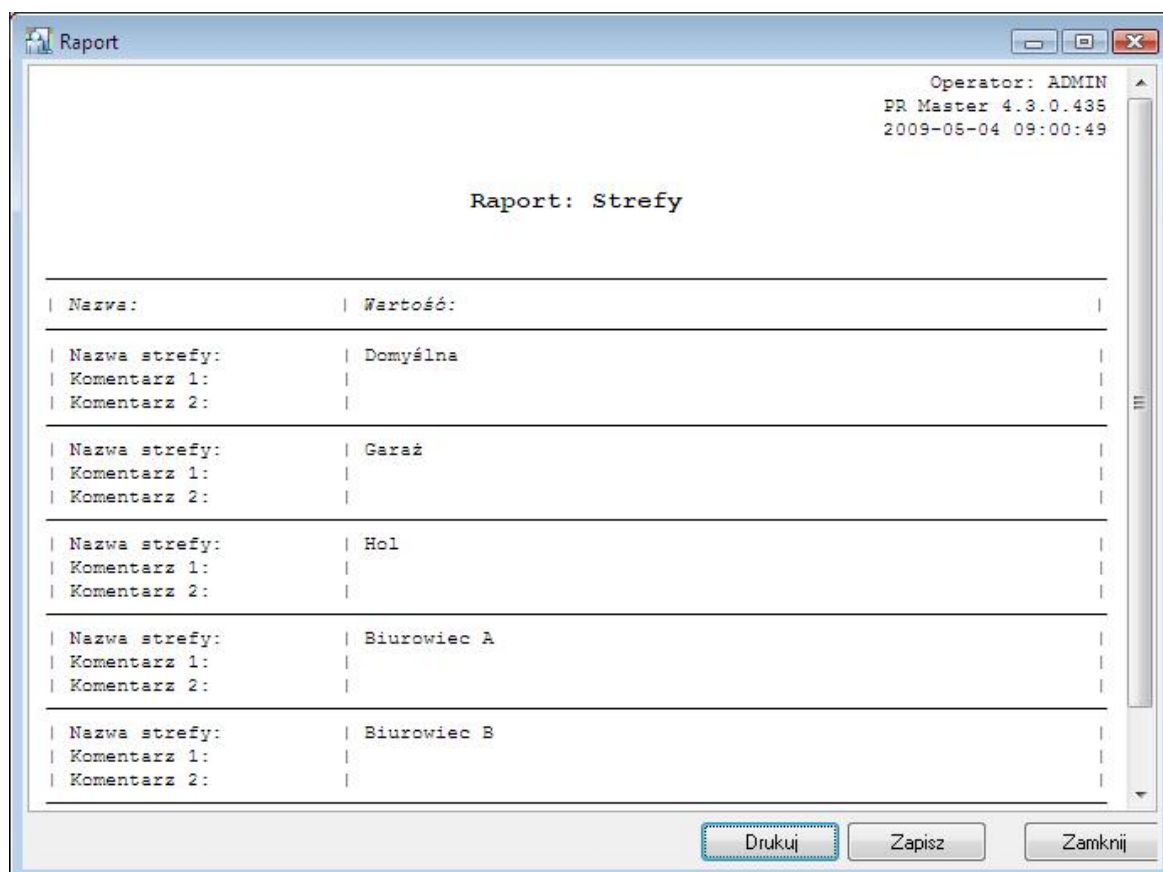 Raport
Operator: ADMIN
PR Master 4.3.0.435
2009-05-04 09:00:49
Raport: Strefy
| Nazwa: | Wartość: |
| Nazwa strefy: | Domyślna |
| Komentarz 1: | |
| Komentarz 2: | |
| Nazwa strefy: | Garaż |
| Komentarz 1: | |
| Komentarz 2: | |
| Nazwa strefy: | Hol |
| Komentarz 1: | |
| Komentarz 2: | |
| Nazwa strefy: | Biurowiec A |
| Komentarz 1: | |
| Komentarz 2: | |
| Nazwa strefy: | Biurowiec B |
| Komentarz 1: | |
| Komentarz 2: | |
Drukuj Zapisz Zamknij